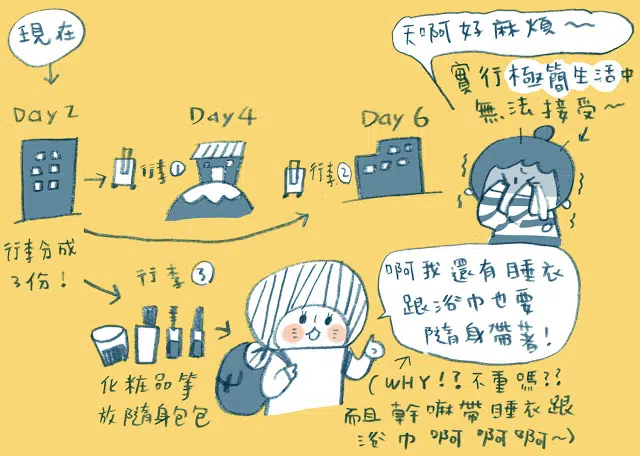 現在
天啊好麻煩~
實行極簡生活中
無法接受~
Day2
Day4
Day6
行李①
行李②
行李分成
3份!
行李③
啊我還有睡衣
跟浴巾也要
隨身帶著!
化粧品等
放隨身包包
(WHY!?不重嗎??
而且幹嘛帶睡衣跟
浴巾啊啊啊~)